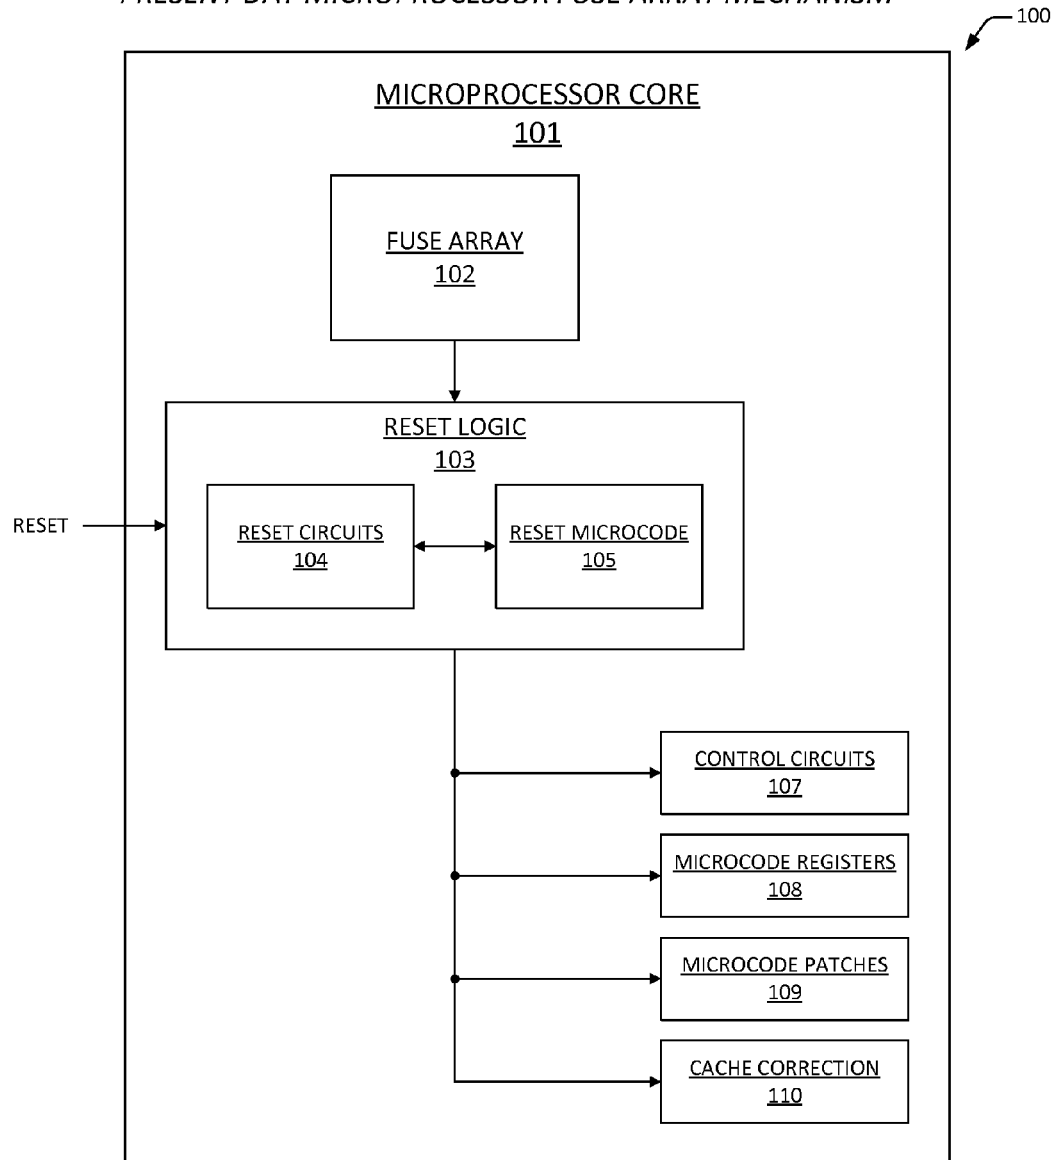 PRESENT DAY MICROPROCESSOR FUSE ARRAY MECHANISM
100
MICROPROCESSOR CORE
101
FUSE ARRAY
102
RESET LOGIC
103
RESET
RESET CIRCUITS
104
RESET MICROCODE
105
CONTROL CIRCUITS
107
MICROCODE REGISTERS
108
MICROCODE PATCHES
109
CACHE CORRECTION
110